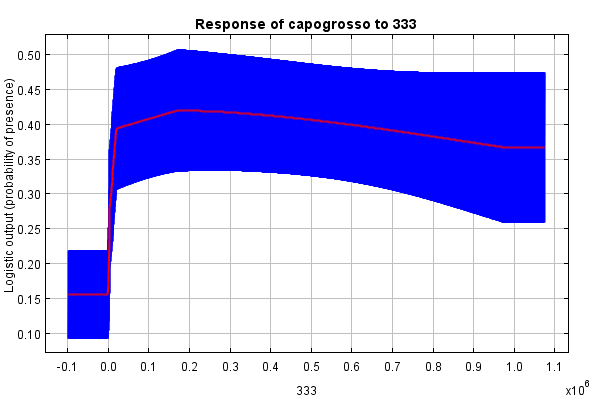 Response of capogrosso to 333
Logistic output (probability of presence)
0.50
0.45
0.40
0.35
0.30
0.25
0.20
0.15
0.10
-0.1 0.0 0.1 0.2 0.3 0.4 0.5 0.6 0.7 0.8 0.9 1.0 1.1
x10⁶
333